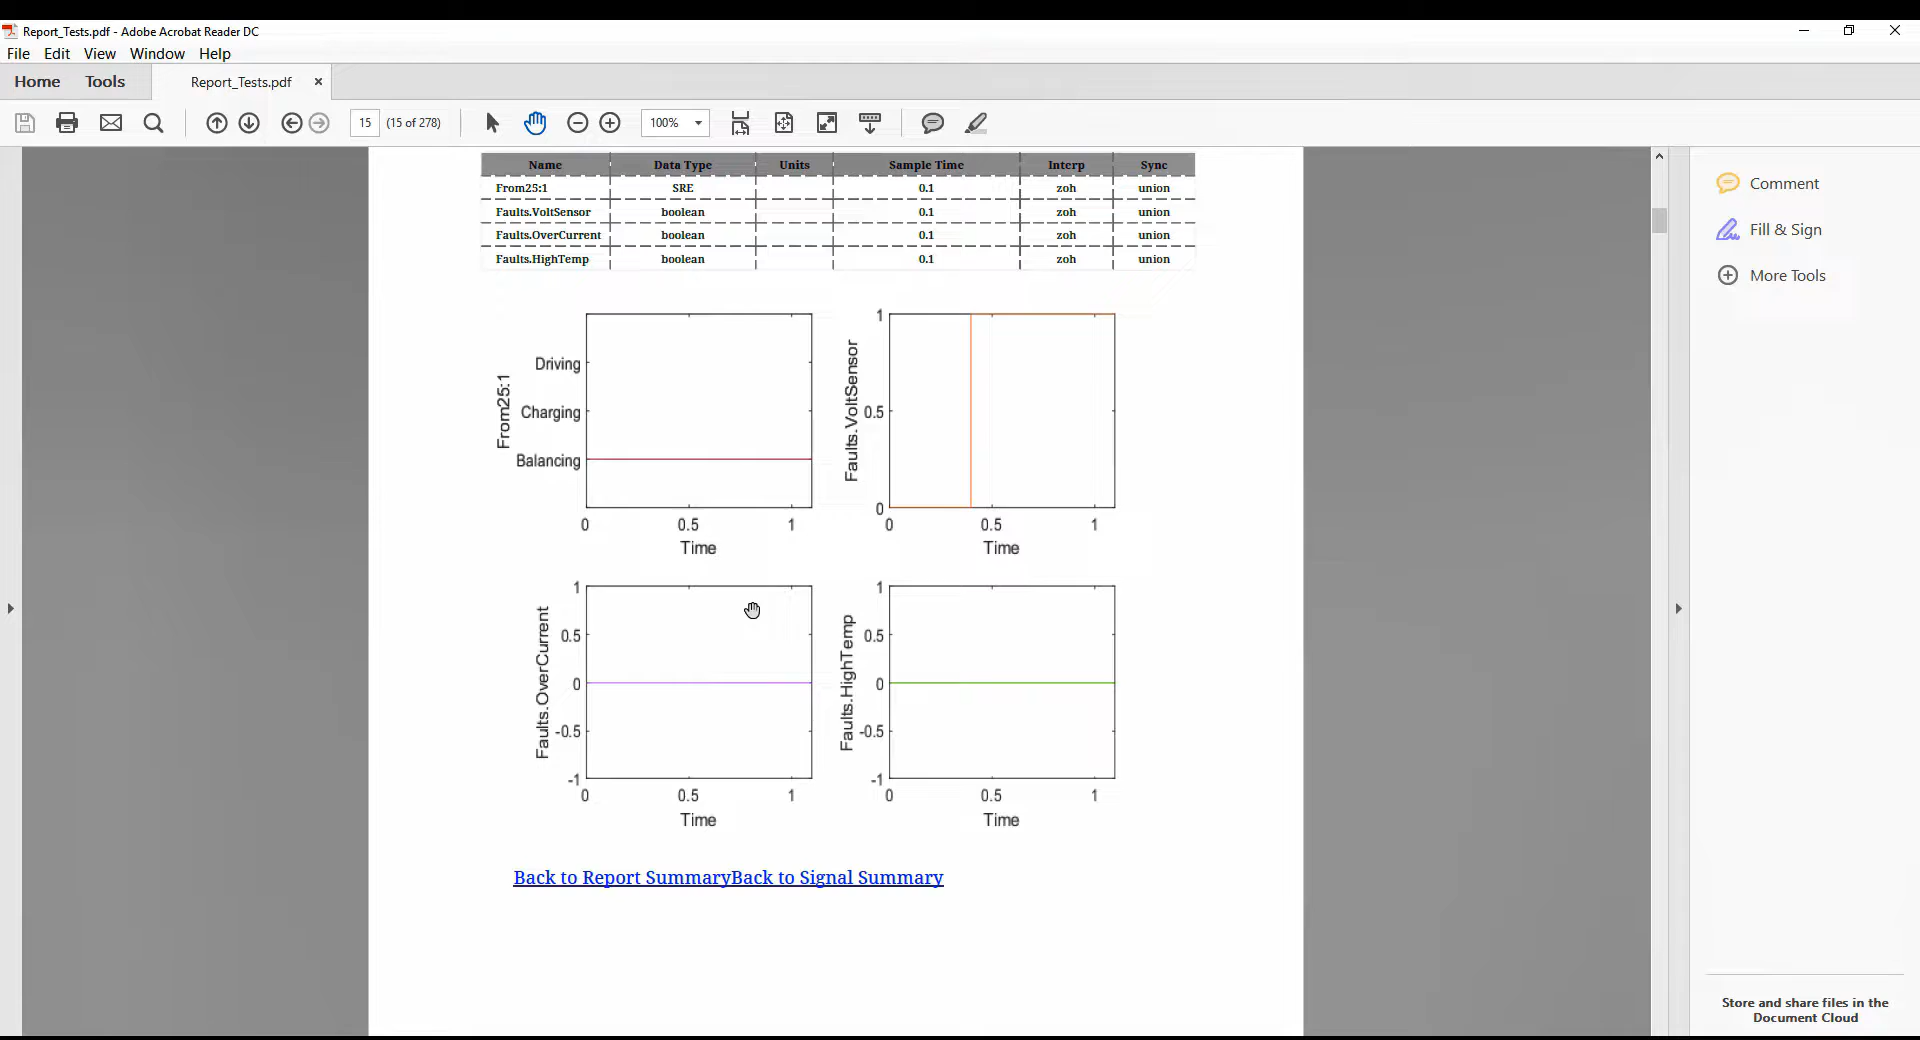 Report_Tests.pdf - Adobe Acrobat Reader DC
File Edit View Window Help
Home Tools Report_Tests.pdf
15 (15 of 278) 100%
Name Data Type Units Sample Time Interp Sync
From25:1 SRE 0.1 zoh union
Faults.VoltSensor boolean 0.1 zoh union
Faults.OverCurrent boolean 0.1 zoh union
Faults.HighTemp boolean 0.1 zoh union
From25:1
Driving
Charging
Balancing
0 0.5 1
Time
Faults.VoltSensor
1
0.5
0
0 0.5 1
Time
Faults.OverCurrent
1
0.5
0
-0.5
-1
0 0.5 1
Time
Faults.HighTemp
1
0.5
0
-0.5
-1
0 0.5 1
Time
Back to Report SummaryBack to Signal Summary
Comment
Fill & Sign
More Tools
Store and share files in the
Document Cloud